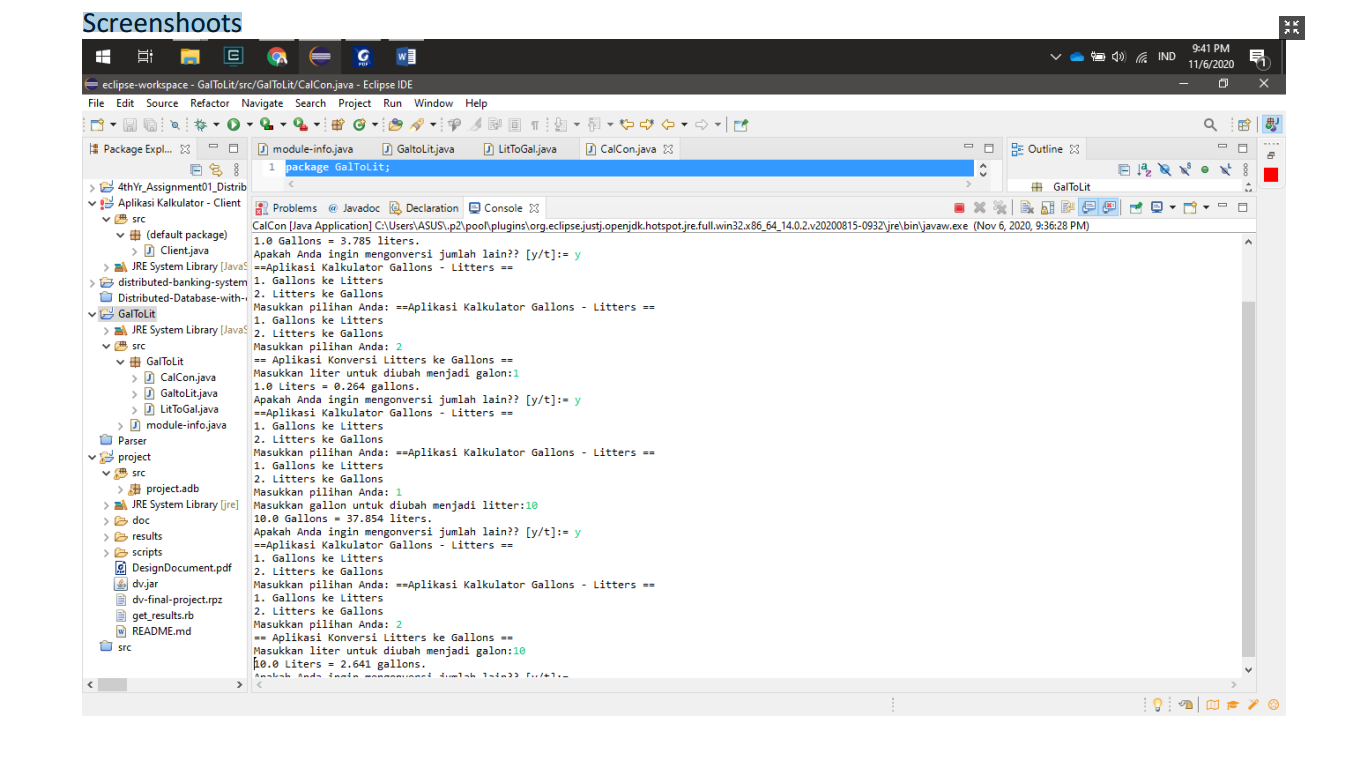 Screenshoots
IND
9:41 PM
11/6/2020
1
eclipse-workspace - GalToLit/src/GalToLit/CalCon.java - Eclipse IDE
File Edit Source Refactor Navigate Search Project Run Window Help
Package Expl...
module-info.java
GaltoLit.java
LitToGal.java
CalCon.java
Outline
1 package GalToLit;
GalToLit
4thYr_Assignment01_Distrib
Aplikasi Kalkulator - Client
src
(default package)
Client.java
JRE System Library [JavaS
distributed-banking-system
Distributed-Database-with-
GalToLit
JRE System Library [JavaS
src
GalToLit
CalCon.java
GaltoLit.java
LitToGal.java
module-info.java
Parser
project
src
project.adb
JRE System Library [jre]
doc
results
scripts
DesignDocument.pdf
dv.jar
dv-final-project.rpz
get_results.rb
README.md
src
Problems
Javadoc
Declaration
Console
CalCon [Java Application] C:\Users\ASUS\.p2\pool\plugins\org.eclipse.justj.openjdk.hotspot.jre.full.win32.x86_64_14.0.2.v20200815-0932\jre\bin\javaw.exe (Nov 6, 2020, 9:36:28 PM)
1.0 Gallons = 3.785 liters.
Apakah Anda ingin mengonversi jumlah lain?? [y/t]:= y
==Aplikasi Kalkulator Gallons - Litters ==
1. Gallons ke Litters
2. Litters ke Gallons
Masukkan pilihan Anda: ==Aplikasi Kalkulator Gallons - Litters ==
1. Gallons ke Litters
2. Litters ke Gallons
Masukkan pilihan Anda: 2
== Aplikasi Konversi Litters ke Gallons ==
Masukkan liter untuk diubah menjadi galon:1
1.0 Liters = 0.264 gallons.
Apakah Anda ingin mengonversi jumlah lain?? [y/t]:= y
==Aplikasi Kalkulator Gallons - Litters ==
1. Gallons ke Litters
2. Litters ke Gallons
Masukkan pilihan Anda: ==Aplikasi Kalkulator Gallons - Litters ==
1. Gallons ke Litters
2. Litters ke Gallons
Masukkan pilihan Anda: 1
Masukkan gallon untuk diubah menjadi litter:10
10.0 Gallons = 37.854 liters.
Apakah Anda ingin mengonversi jumlah lain?? [y/t]:= y
==Aplikasi Kalkulator Gallons - Litters ==
1. Gallons ke Litters
2. Litters ke Gallons
Masukkan pilihan Anda: ==Aplikasi Kalkulator Gallons - Litters ==
1. Gallons ke Litters
2. Litters ke Gallons
Masukkan pilihan Anda: 2
== Aplikasi Konversi Litters ke Gallons ==
Masukkan liter untuk diubah menjadi galon:10
10.0 Liters = 2.641 gallons.
Apakah Anda ingin mengonversi jumlah lain?? [y/t]:=